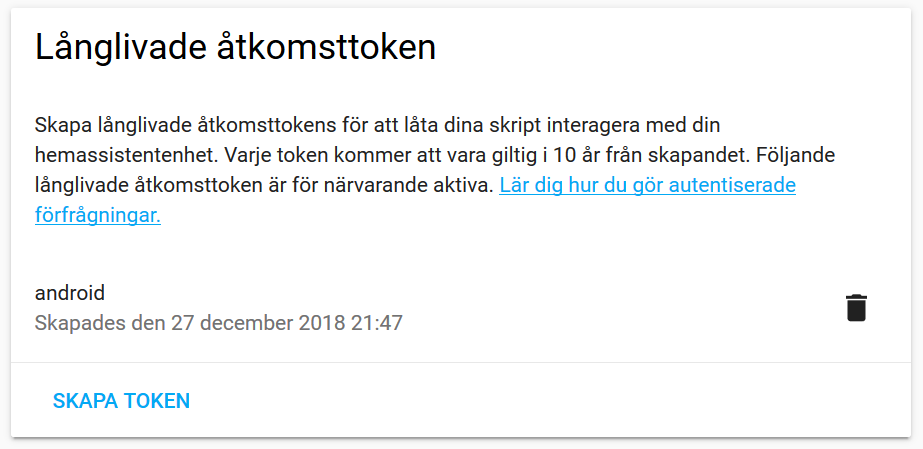 Långlivade åtkomsttoken
Skapa långlivade åtkomsttokens för att låta dina skript interagera med din
hemassistentenhet. Varje token kommer att vara giltig i 10 år från skapandet. Följande
långlivade åtkomsttoken är för närvarande aktiva. Lär dig hur du gör autentiserade
förfrågningar.
android
Skapades den 27 december 2018 21:47
SKAPA TOKEN